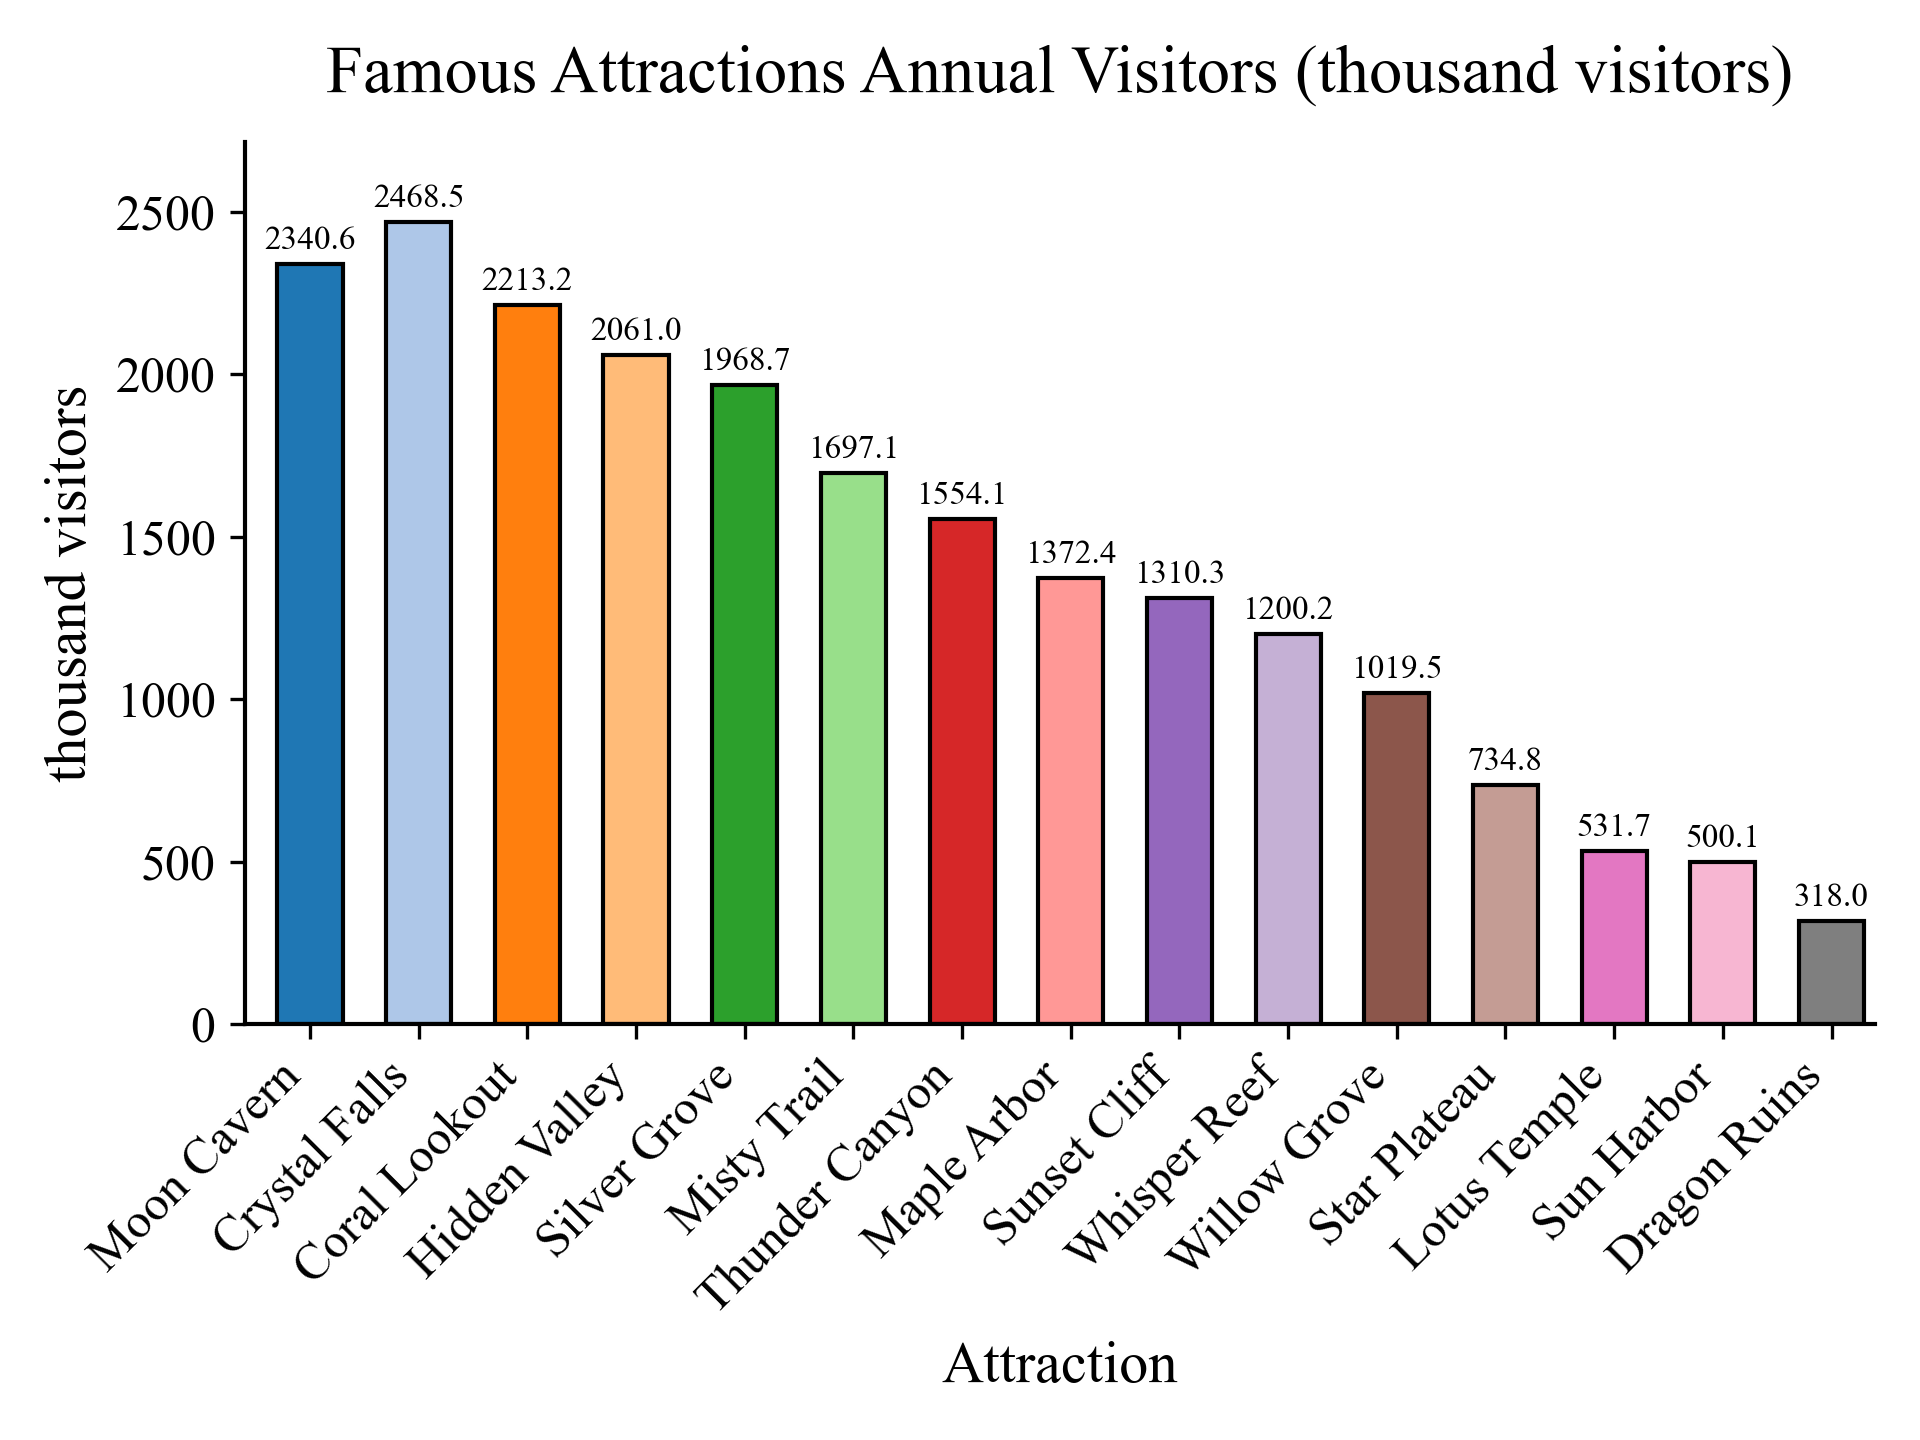 Famous Attractions Annual Visitors (thousand visitors)
thousand visitors
2500
2000
1500
1000
500
0
2340.6
2468.5
2213.2
2061.0
1968.7
1697.1
1554.1
1372.4
1310.3
1200.2
1019.5
734.8
531.7
500.1
318.0
Moon Cavern
Crystal Falls
Coral Lookout
Hidden Valley
Silver Grove
Misty Trail
Thunder Canyon
Maple Arbor
Sunset Cliff
Whisper Reef
Willow Grove
Star Plateau
Lotus Temple
Sun Harbor
Dragon Ruins
Attraction